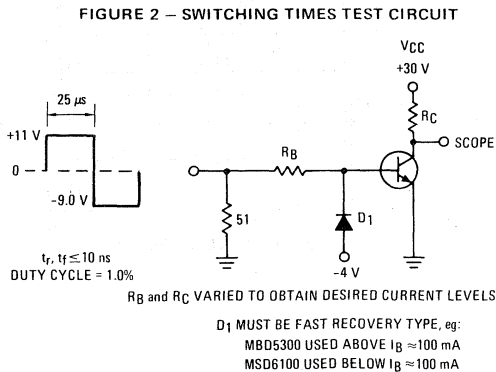 FIGURE 2 – SWITCHING TIMES TEST CIRCUIT
VCC
+30 V
25 µs
RC
+11 V
SCOPE
RB
0
-9.0 V
51
D1
tr, tf ≤ 10 ns
-4 V
DUTY CYCLE = 1.0%
RB and RC VARIED TO OBTAIN DESIRED CURRENT LEVELS
D1 MUST BE FAST RECOVERY TYPE, eg:
MBD5300 USED ABOVE IB ≈100 mA
MSD6100 USED BELOW IB ≈100 mA